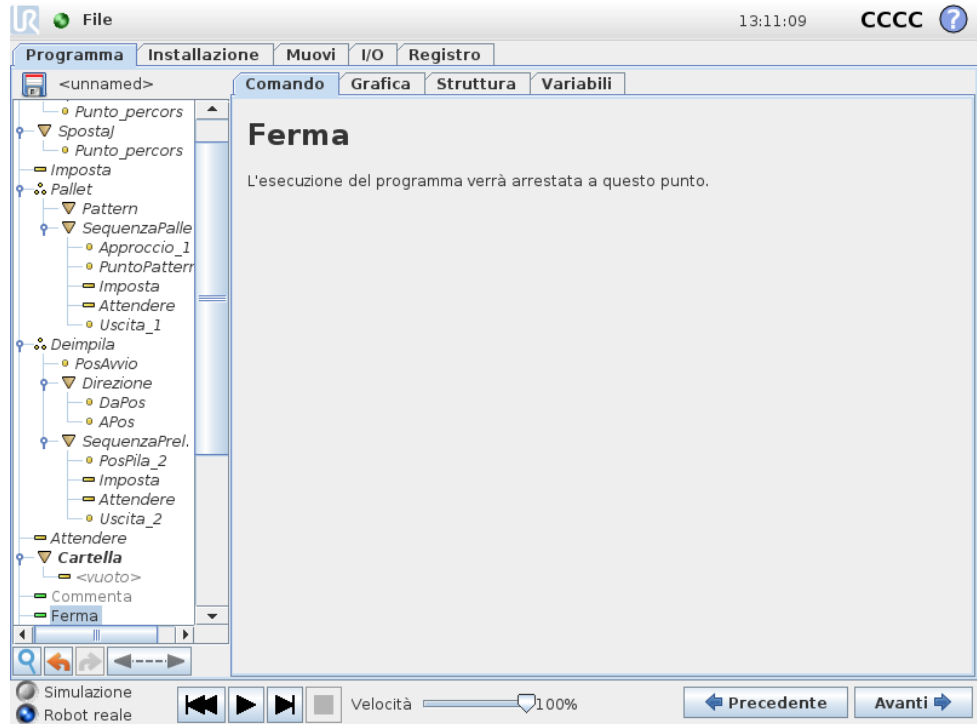 UR File 13:11:09 CCCC ?
Programma Installazione Muovi I/O Registro
<unnamed> Comando Grafica Struttura Variabili
Punto_percors
SpostaJ
Punto_percors
Imposta
Pallet
Pattern
SequenzaPalle
Approccio_1
PuntoPattern
Imposta
Attendere
Uscita_1
Deimpila
PosAvvio
Direzione
DaPos
APos
SequenzaPrel.
PosPila_2
Imposta
Attendere
Uscita_2
Attendere
Cartella
<vuoto>
Commenta
Ferma
Ferma
L'esecuzione del programma verrà arrestata a questo punto.
Simulazione
Robot reale
Velocità 100% Precedente Avanti